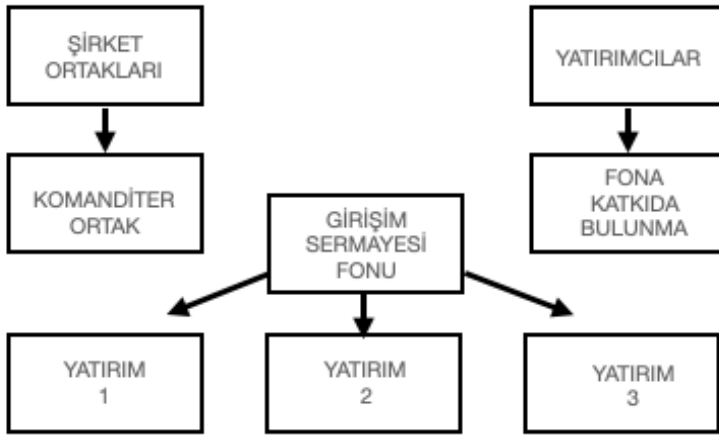 ŞİRKET
ORTAKLARI
YATIRIMCILAR
KOMANDİTER
ORTAK
FONA
KATKIDA
BULUNMA
GİRİŞİM
SERMAYESİ
FONU
YATIRIM
1
YATIRIM
2
YATIRIM
3